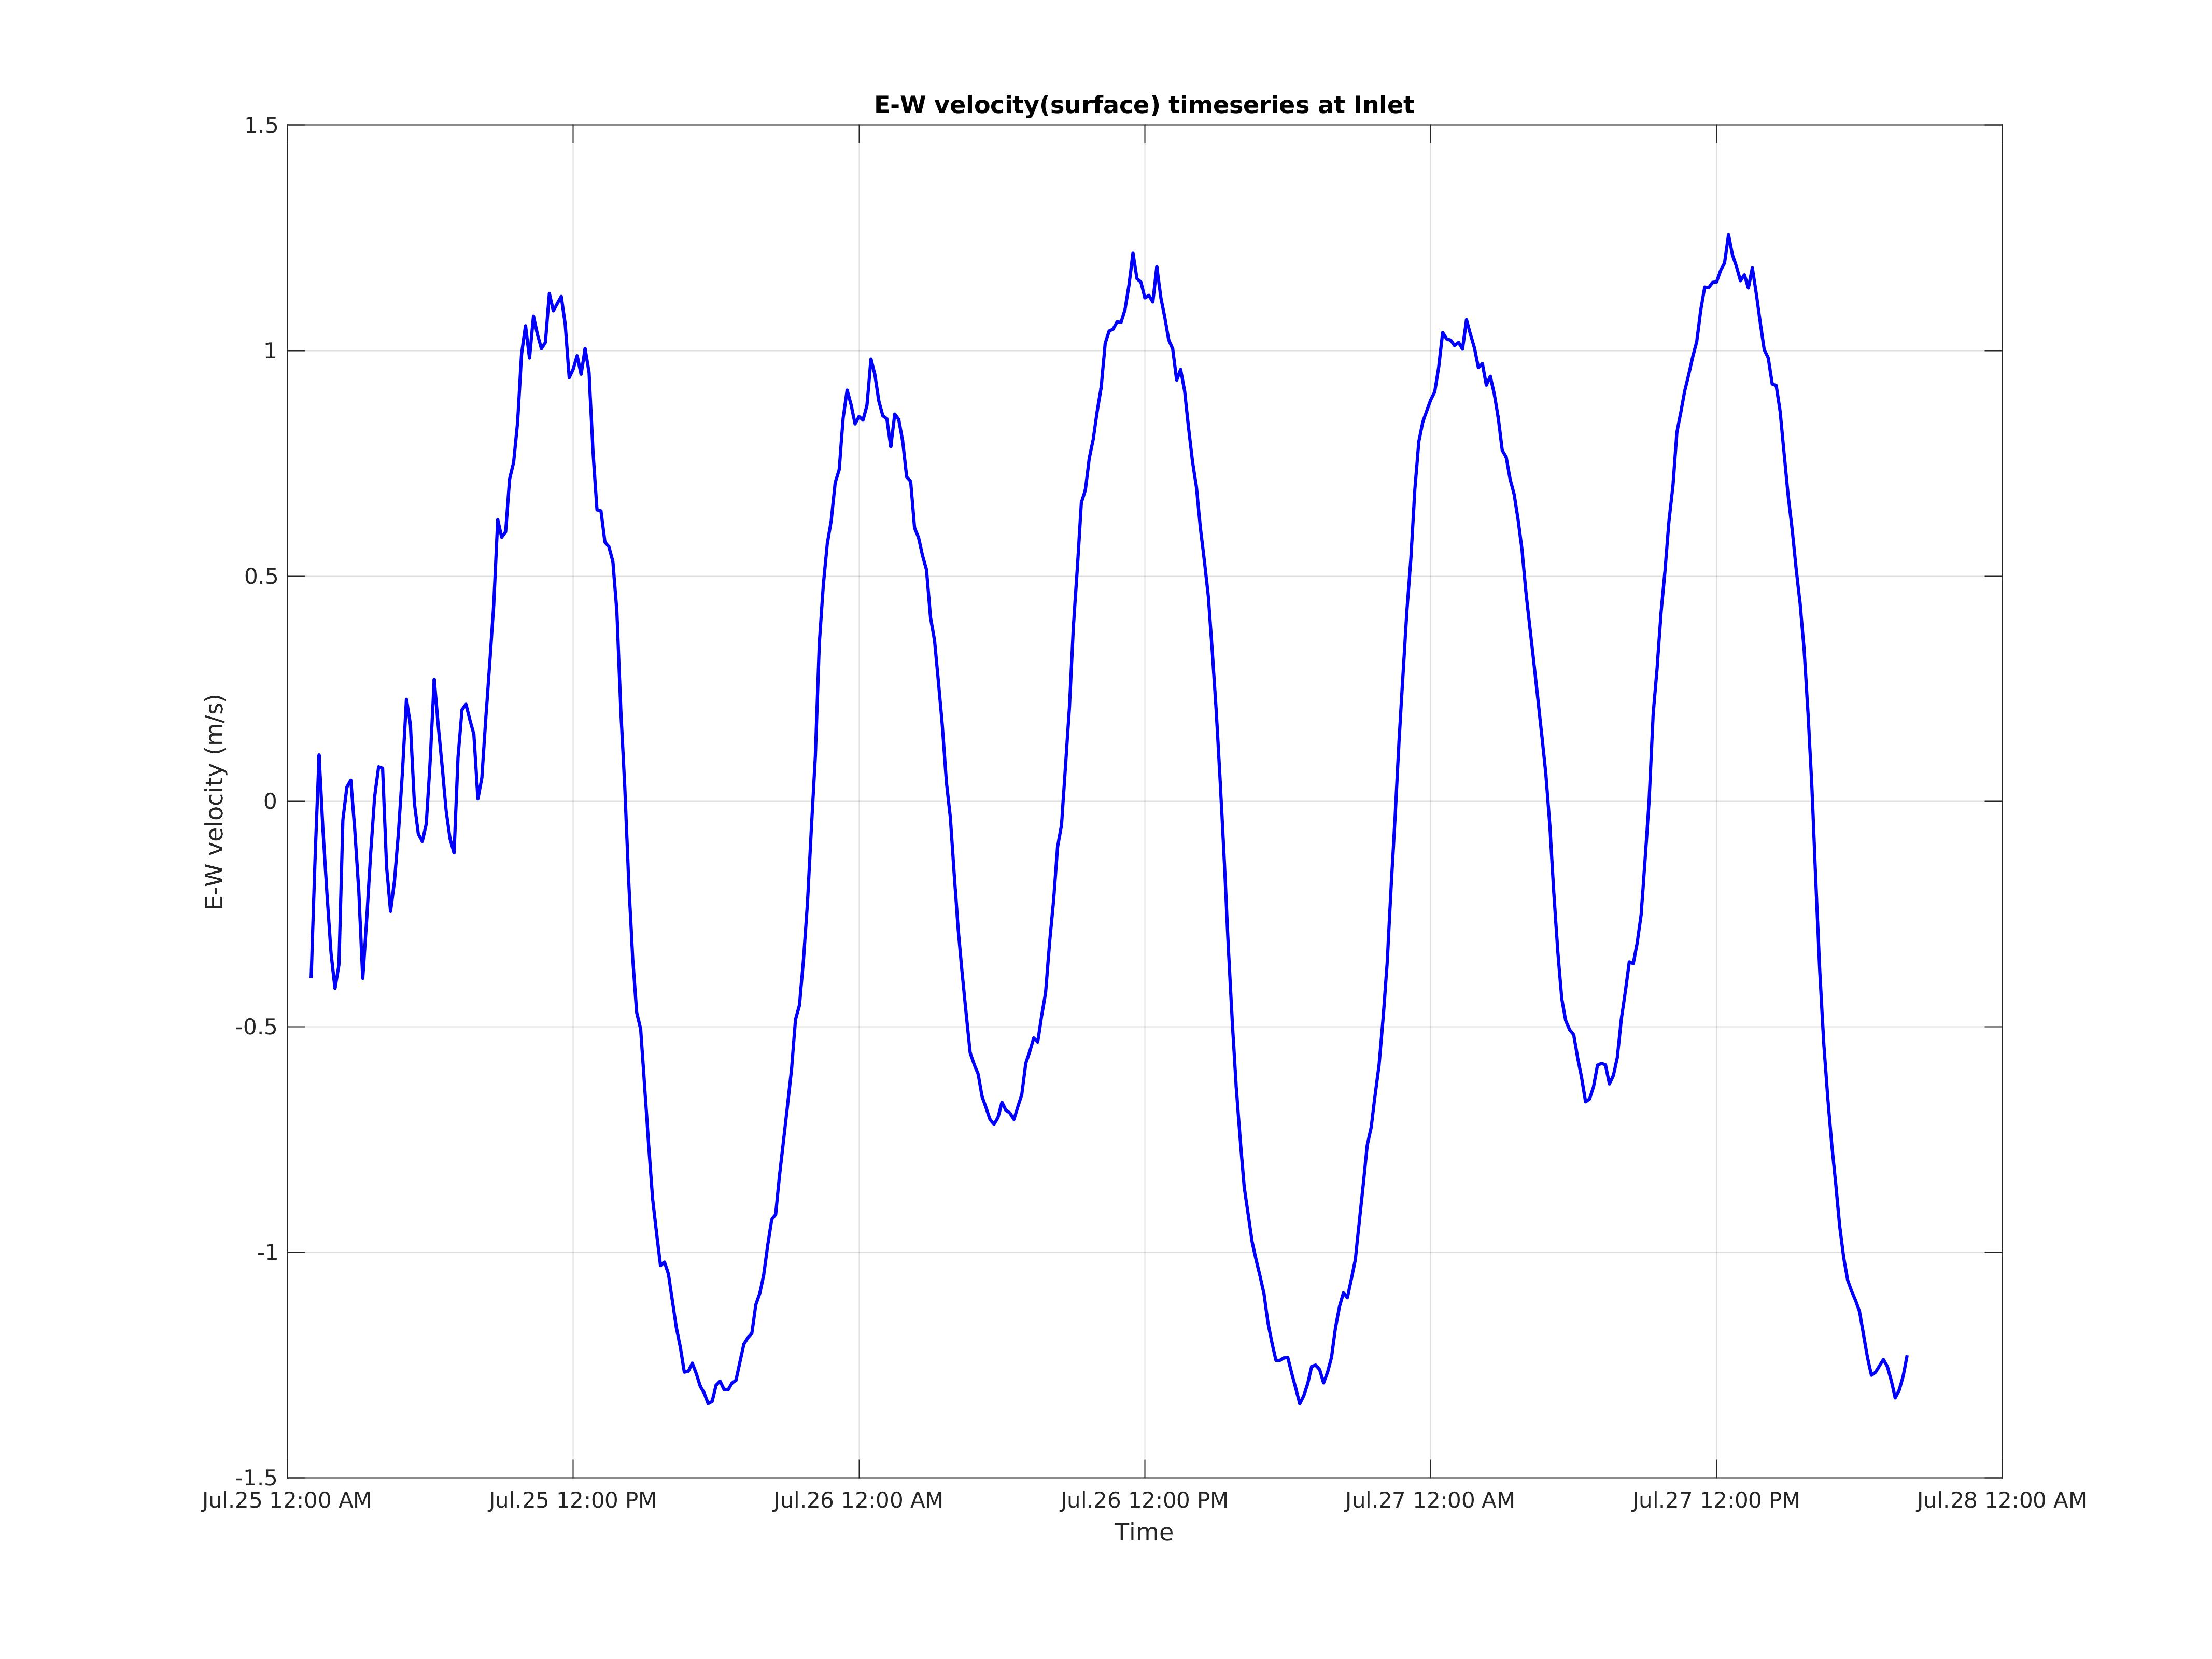 E-W velocity(surface) timeseries at Inlet
1.5
1
0.5
0
-0.5
-1
-1.5
E-W velocity (m/s)
Jul.25 12:00 AM
Jul.25 12:00 PM
Jul.26 12:00 AM
Jul.26 12:00 PM
Jul.27 12:00 AM
Jul.27 12:00 PM
Jul.28 12:00 AM
Time